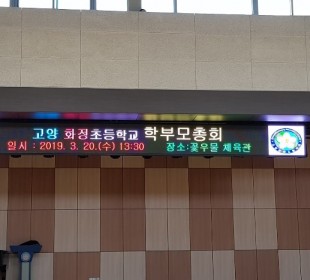 고양 화정초등학교 학부모총회
일시 : 2019. 3. 20.(수) 13:30 장소:꽃우물 체육관